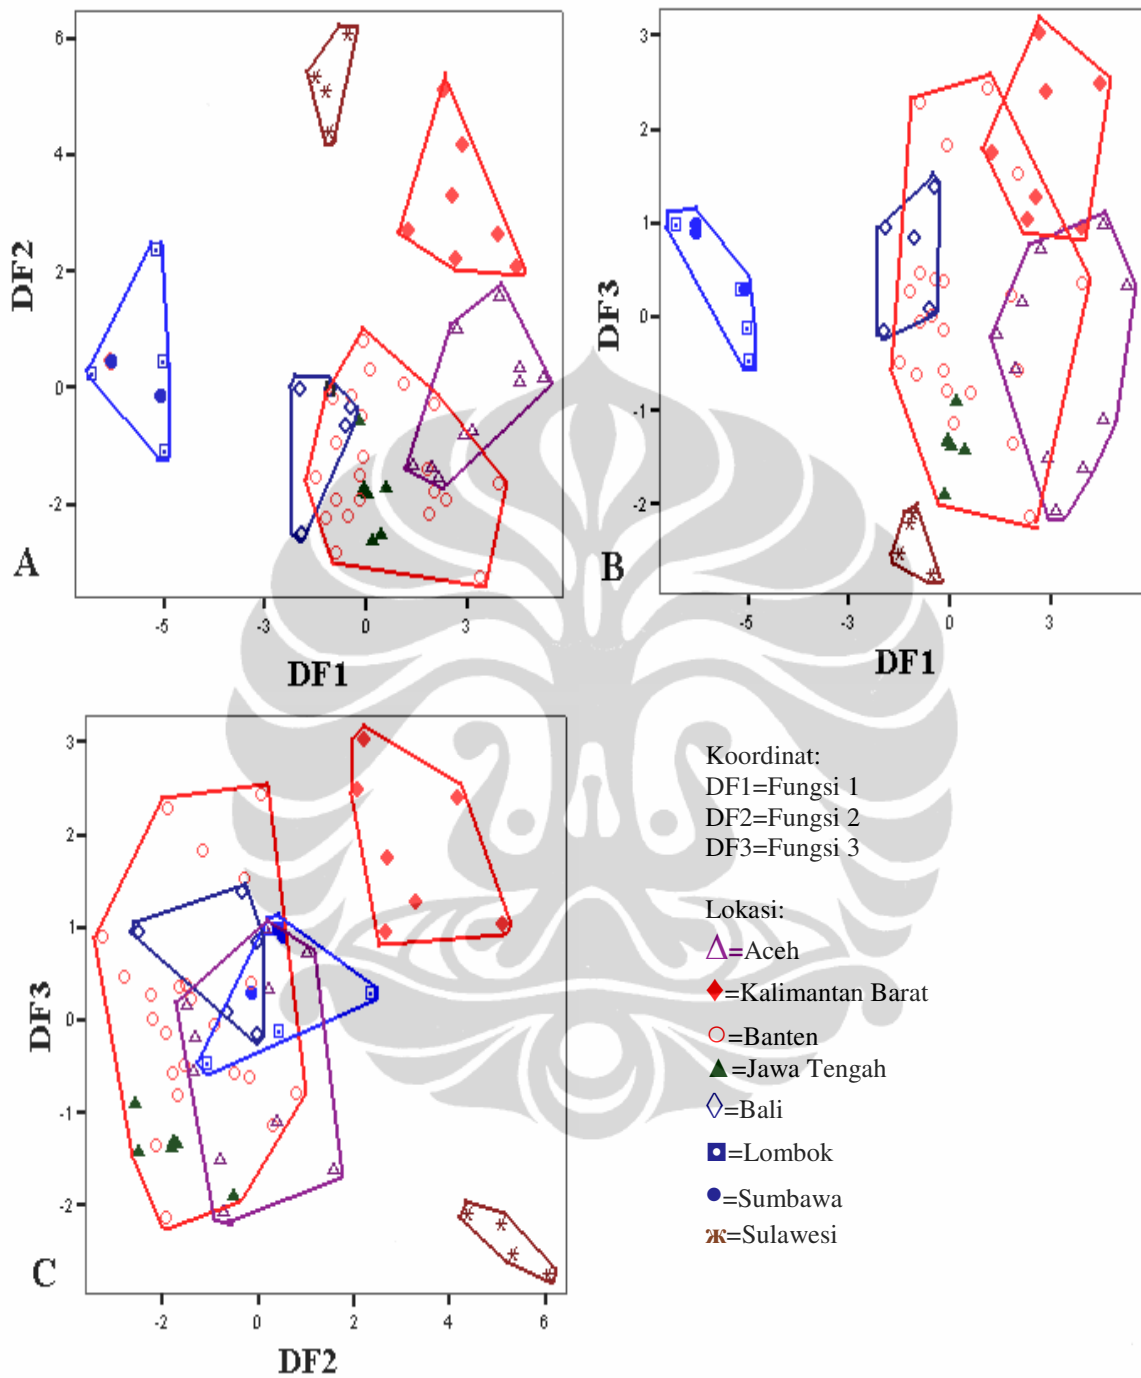 6
4
2
0
-2
DF2
A
-5
-3
0
3
DF1
3
2
1
0
-1
-2
DF3
B
-5
-3
0
3
DF1
3
2
1
0
-1
-2
DF3
C
-2
0
2
4
6
DF2
Koordinat:
DF1=Fungsi 1
DF2=Fungsi 2
DF3=Fungsi 3
Lokasi:
=Aceh
=Kalimantan Barat
=Banten
=Jawa Tengah
=Bali
=Lombok
=Sumbawa
ж=Sulawesi